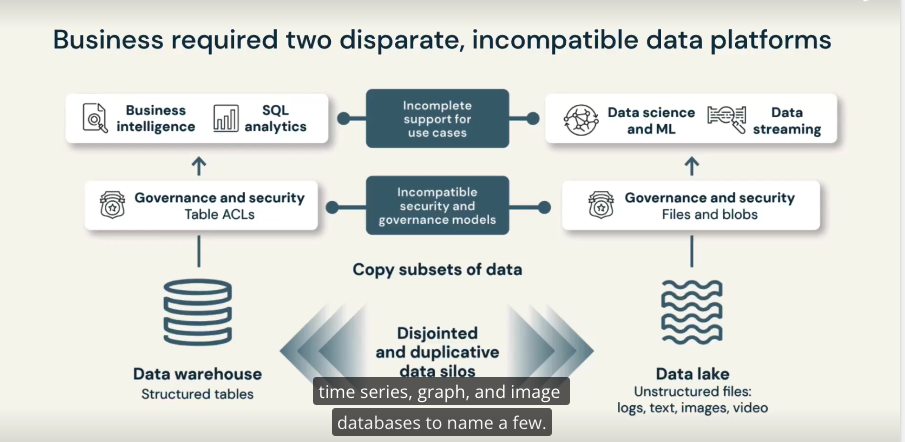 Business required two disparate, incompatible data platforms
Business
intelligence
SQL
analytics
Incomplete
support for
use cases
Data science
and ML
Data
streaming
Governance and security
Table ACLs
Incompatible
security and
governance models
Governance and security
Files and blobs
Copy subsets of data
Disjointed
and duplicative
data silos
Data warehouse
Structured tables
Data lake
Unstructured files:
logs, text, images, video
time series, graph, and image
databases to name a few.